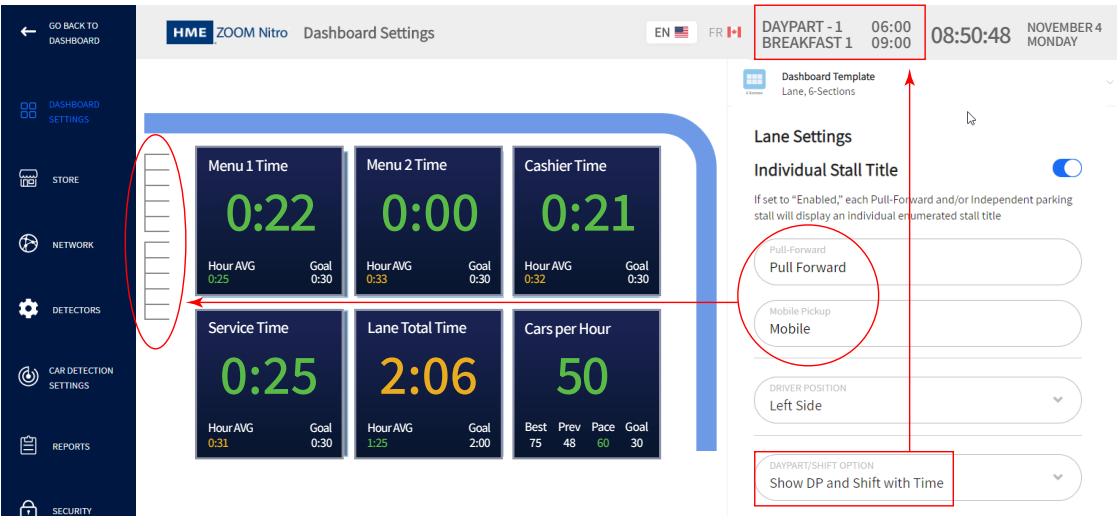 GO BACK TO
DASHBOARD
HME ZOOM Nitro Dashboard Settings
EN FR
DAYPART - 1 06:00
BREAKFAST 1 09:00
08:50:48
NOVEMBER 4
MONDAY
DASHBOARD
SETTINGS
STORE
NETWORK
DETECTORS
CAR DETECTION
SETTINGS
REPORTS
SECURITY
Menu 1 Time
0:22
Hour AVG Goal
0:25 0:30
Menu 2 Time
0:00
Hour AVG Goal
0:33 0:30
Cashier Time
0:21
Hour AVG Goal
0:32 0:30
Service Time
0:25
Hour AVG Goal
0:31 0:30
Lane Total Time
2:06
Hour AVG Goal
1:25 2:00
Cars per Hour
50
Best Prev Pace Goal
75 48 60 30
Dashboard Template
Lane, 6-Sections
Lane Settings
Individual Stall Title
If set to “Enabled,” each Pull-Forward and/or Independent parking
stall will display an individual enumerated stall title
Pull-Forward
Pull Forward
Mobile Pickup
Mobile
DRIVER POSITION
Left Side
DAYPART/SHIFT OPTION
Show DP and Shift with Time